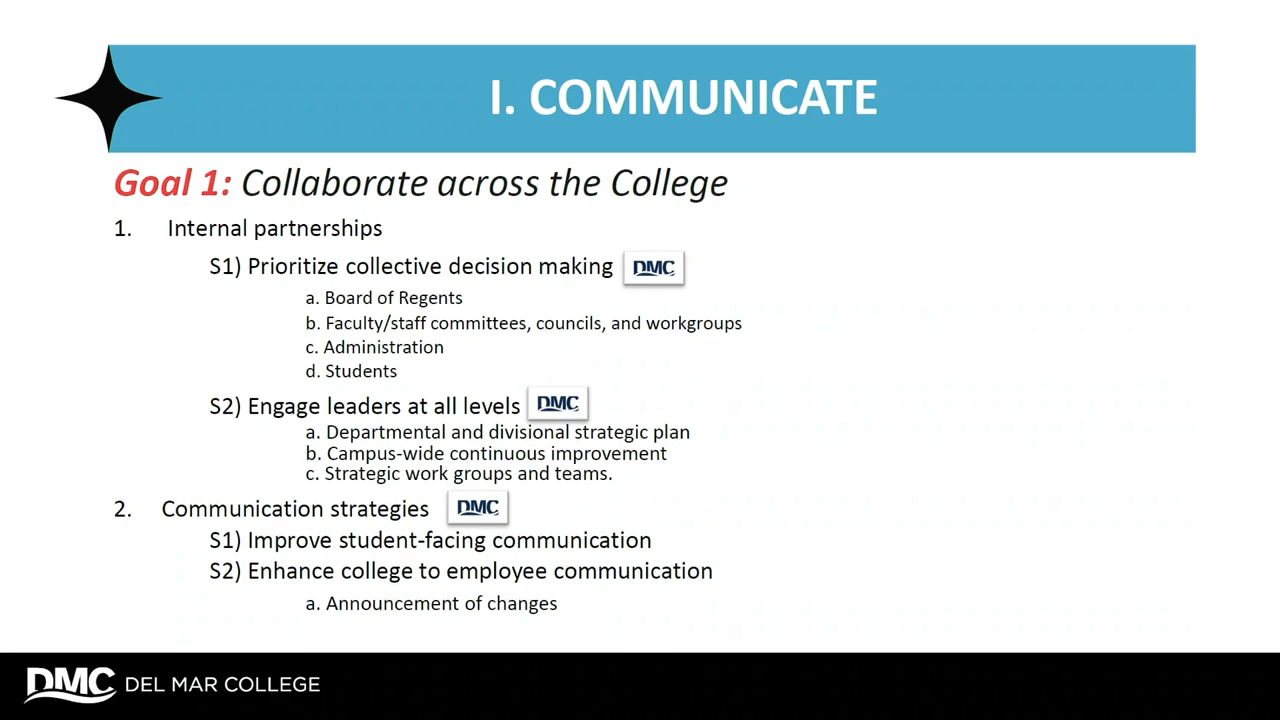 I. COMMUNICATE
Goal 1: Collaborate across the College
1. Internal partnerships
S1) Prioritize collective decision making DMC
a. Board of Regents
b. Faculty/staff committees, councils, and workgroups
c. Administration
d. Students
S2) Engage leaders at all levels DMC
a. Departmental and divisional strategic plan
b. Campus-wide continuous improvement
c. Strategic work groups and teams.
2. Communication strategies DMC
S1) Improve student-facing communication
S2) Enhance college to employee communication
a. Announcement of changes
DMC DEL MAR COLLEGE